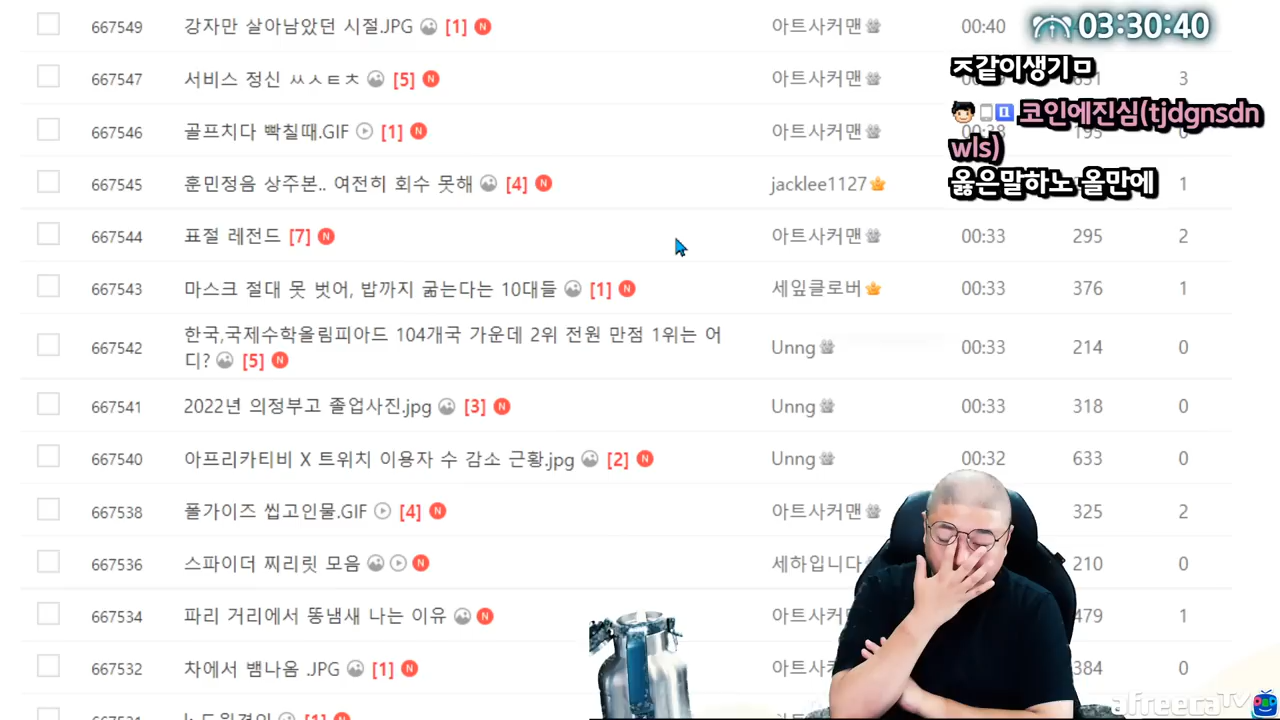 667549 강자만 살아남았던 시절.JPG [1] N 아트사커맨 00:40
03:30:40
667547 서비스 정신 ㅆㅅㅌㅊ [5] N 아트사커맨 3
ㅈ같이생기ㅁ
667546 골프치다 빡칠때.GIF [1] N 아트사커맨 00:38 195 0
코인에진심(tjdgnsdn
wls)
667545 훈민정음 상주본.. 여전히 회수 못해 [4] N jacklee1127 1
옳은말하노 올만에
667544 표절 레전드 [7] N 아트사커맨 00:33 295 2
667543 마스크 절대 못 벗어, 밥까지 굶는다는 10대들 [1] N 세잎클로버 00:33 376 1
667542 한국,국제수학올림피아드 104개국 가운데 2위 전원 만점 1위는 어
디? [5] N Unng 00:33 214 0
667541 2022년 의정부고 졸업사진.jpg [3] N Unng 00:33 318 0
667540 아프리카티비 X 트위치 이용자 수 감소 근황.jpg [2] N Unng 00:32 633 0
667538 폴가이즈 씹고인물.GIF [4] N 아트사커맨 325 2
667536 스파이더 찌리릿 모음 N 세하입니다 210 0
667534 파리 거리에서 똥냄새 나는 이유 N 아트사커 479 1
667532 차에서 뱀나옴 .JPG [1] N 아트사커 384 0
afreecaTV